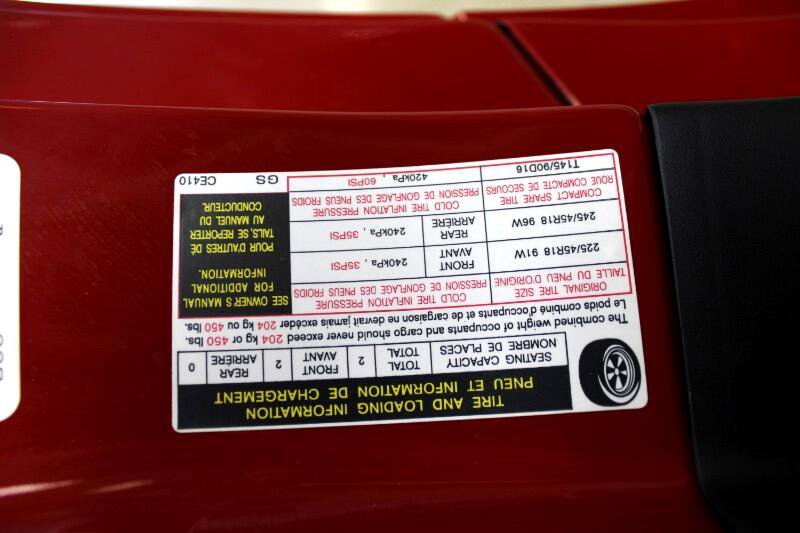 TIRE AND LOADING INFORMATION
PNEU ET INFORMATION DE CHARGEMENT
SEATING CAPACITY
NOMBRE DE PLACES
TOTAL
TOTAL
2
FRONT
AVANT
2
REAR
ARRIÈRE
0
The combined weight of occupants and cargo should never exceed 204 kg or 450 lbs.
Le poids combiné d'occupants et de cargaison ne devrait jamais excéder 204 kg ou 450 lbs.
ORIGINAL TIRE SIZE
TAILLE DU PNEU D'ORIGINE
COLD TIRE INFLATION PRESSURE
PRESSION DE GONFLAGE DES PNEUS FROIDS
225/45R18 91W
FRONT
AVANT
240kPa , 35PSI
245/45R18 96W
REAR
ARRIÈRE
240kPa , 35PSI
COMPACT SPARE TIRE
ROUE COMPACTE DE SECOURS
COLD TIRE INFLATION PRESSURE
PRESSION DE GONFLAGE DES PNEUS FROIDS
T145/90D16
420kPa , 60PSI
SEE OWNER'S MANUAL
FOR ADDITIONAL
INFORMATION.
POUR D'AUTRES DÉ
TAILS, SE REPORTER
AU MANUEL DU
CONDUCTEUR.
GS
CE410